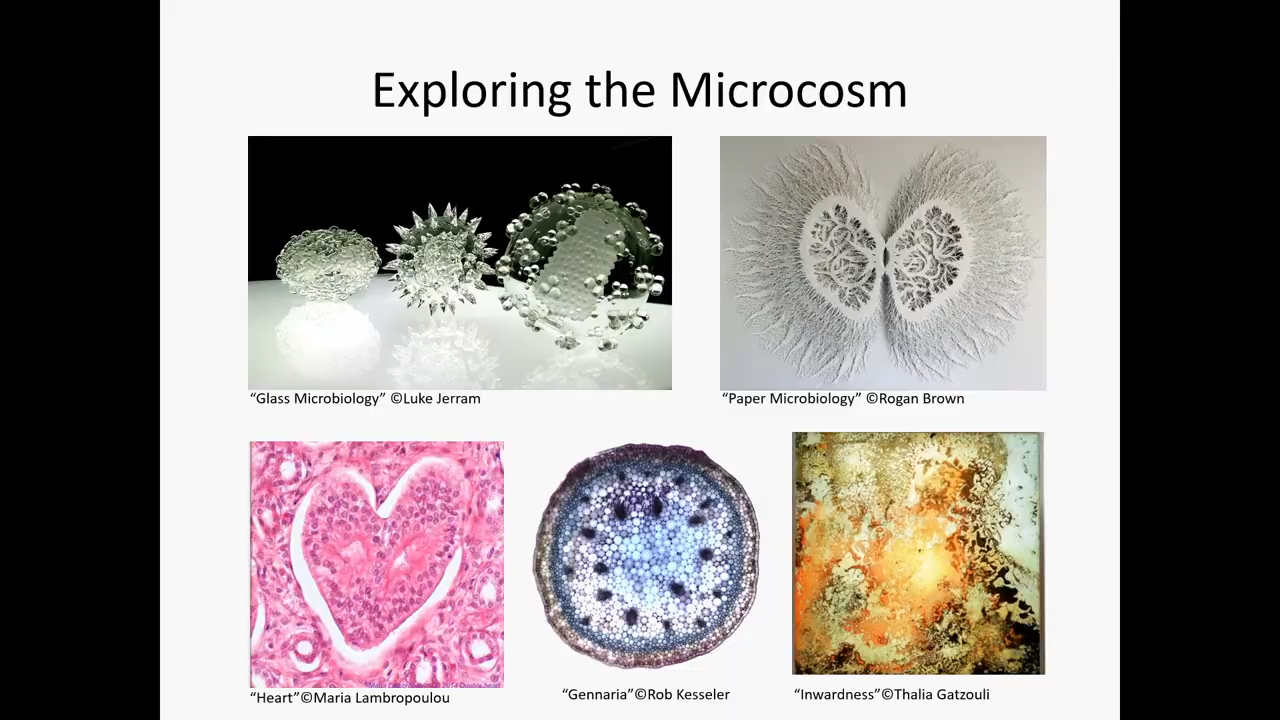 Exploring the Microcosm
“Glass Microbiology” ©Luke Jerram
“Paper Microbiology” ©Rogan Brown
“Heart”©Maria Lambropoulou
“Gennaria”©Rob Kesseler
“Inwardness”©Thalia Gatzouli